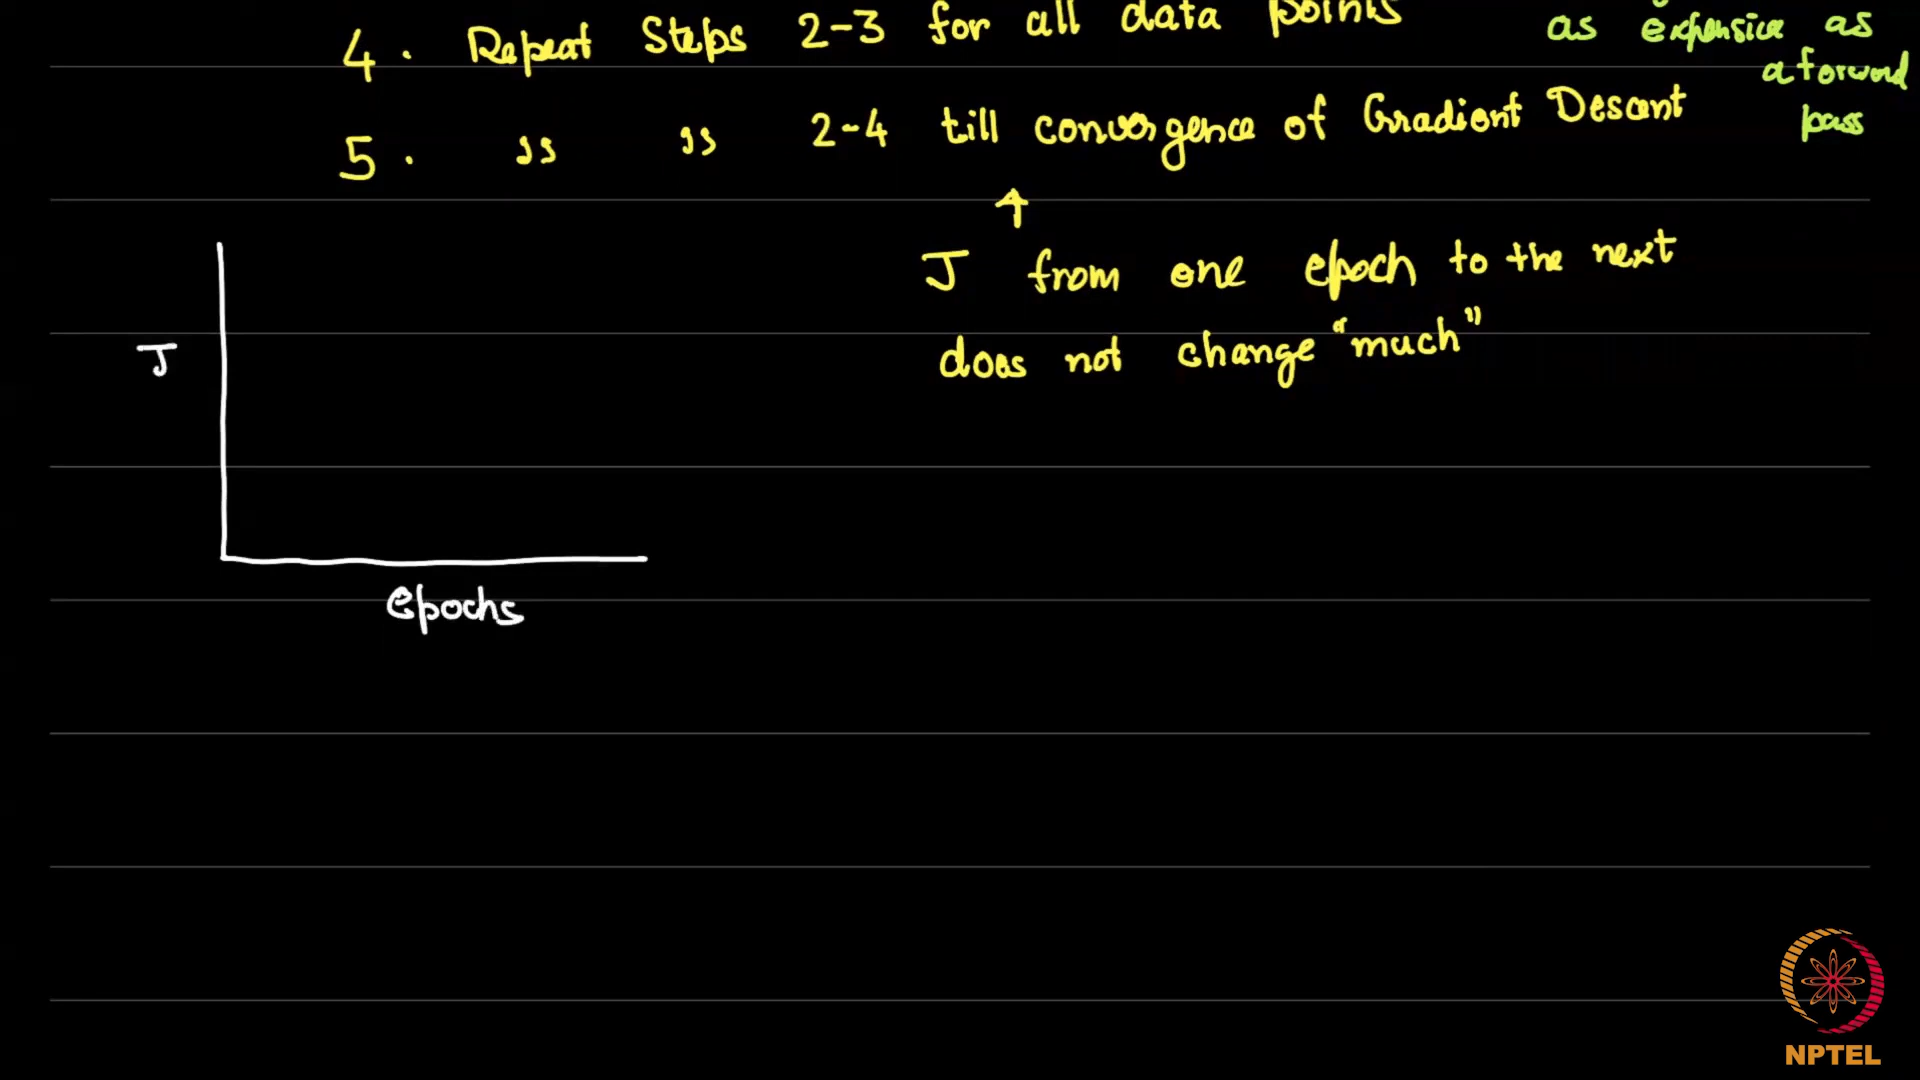 4. Repeat Steps 2-3 for all data points
as expensive as
a forward
pass
5. " " 2-4 till convergence of Gradient Descent
J from one epoch to the next
does not change "much"
J
epochs
NPTEL